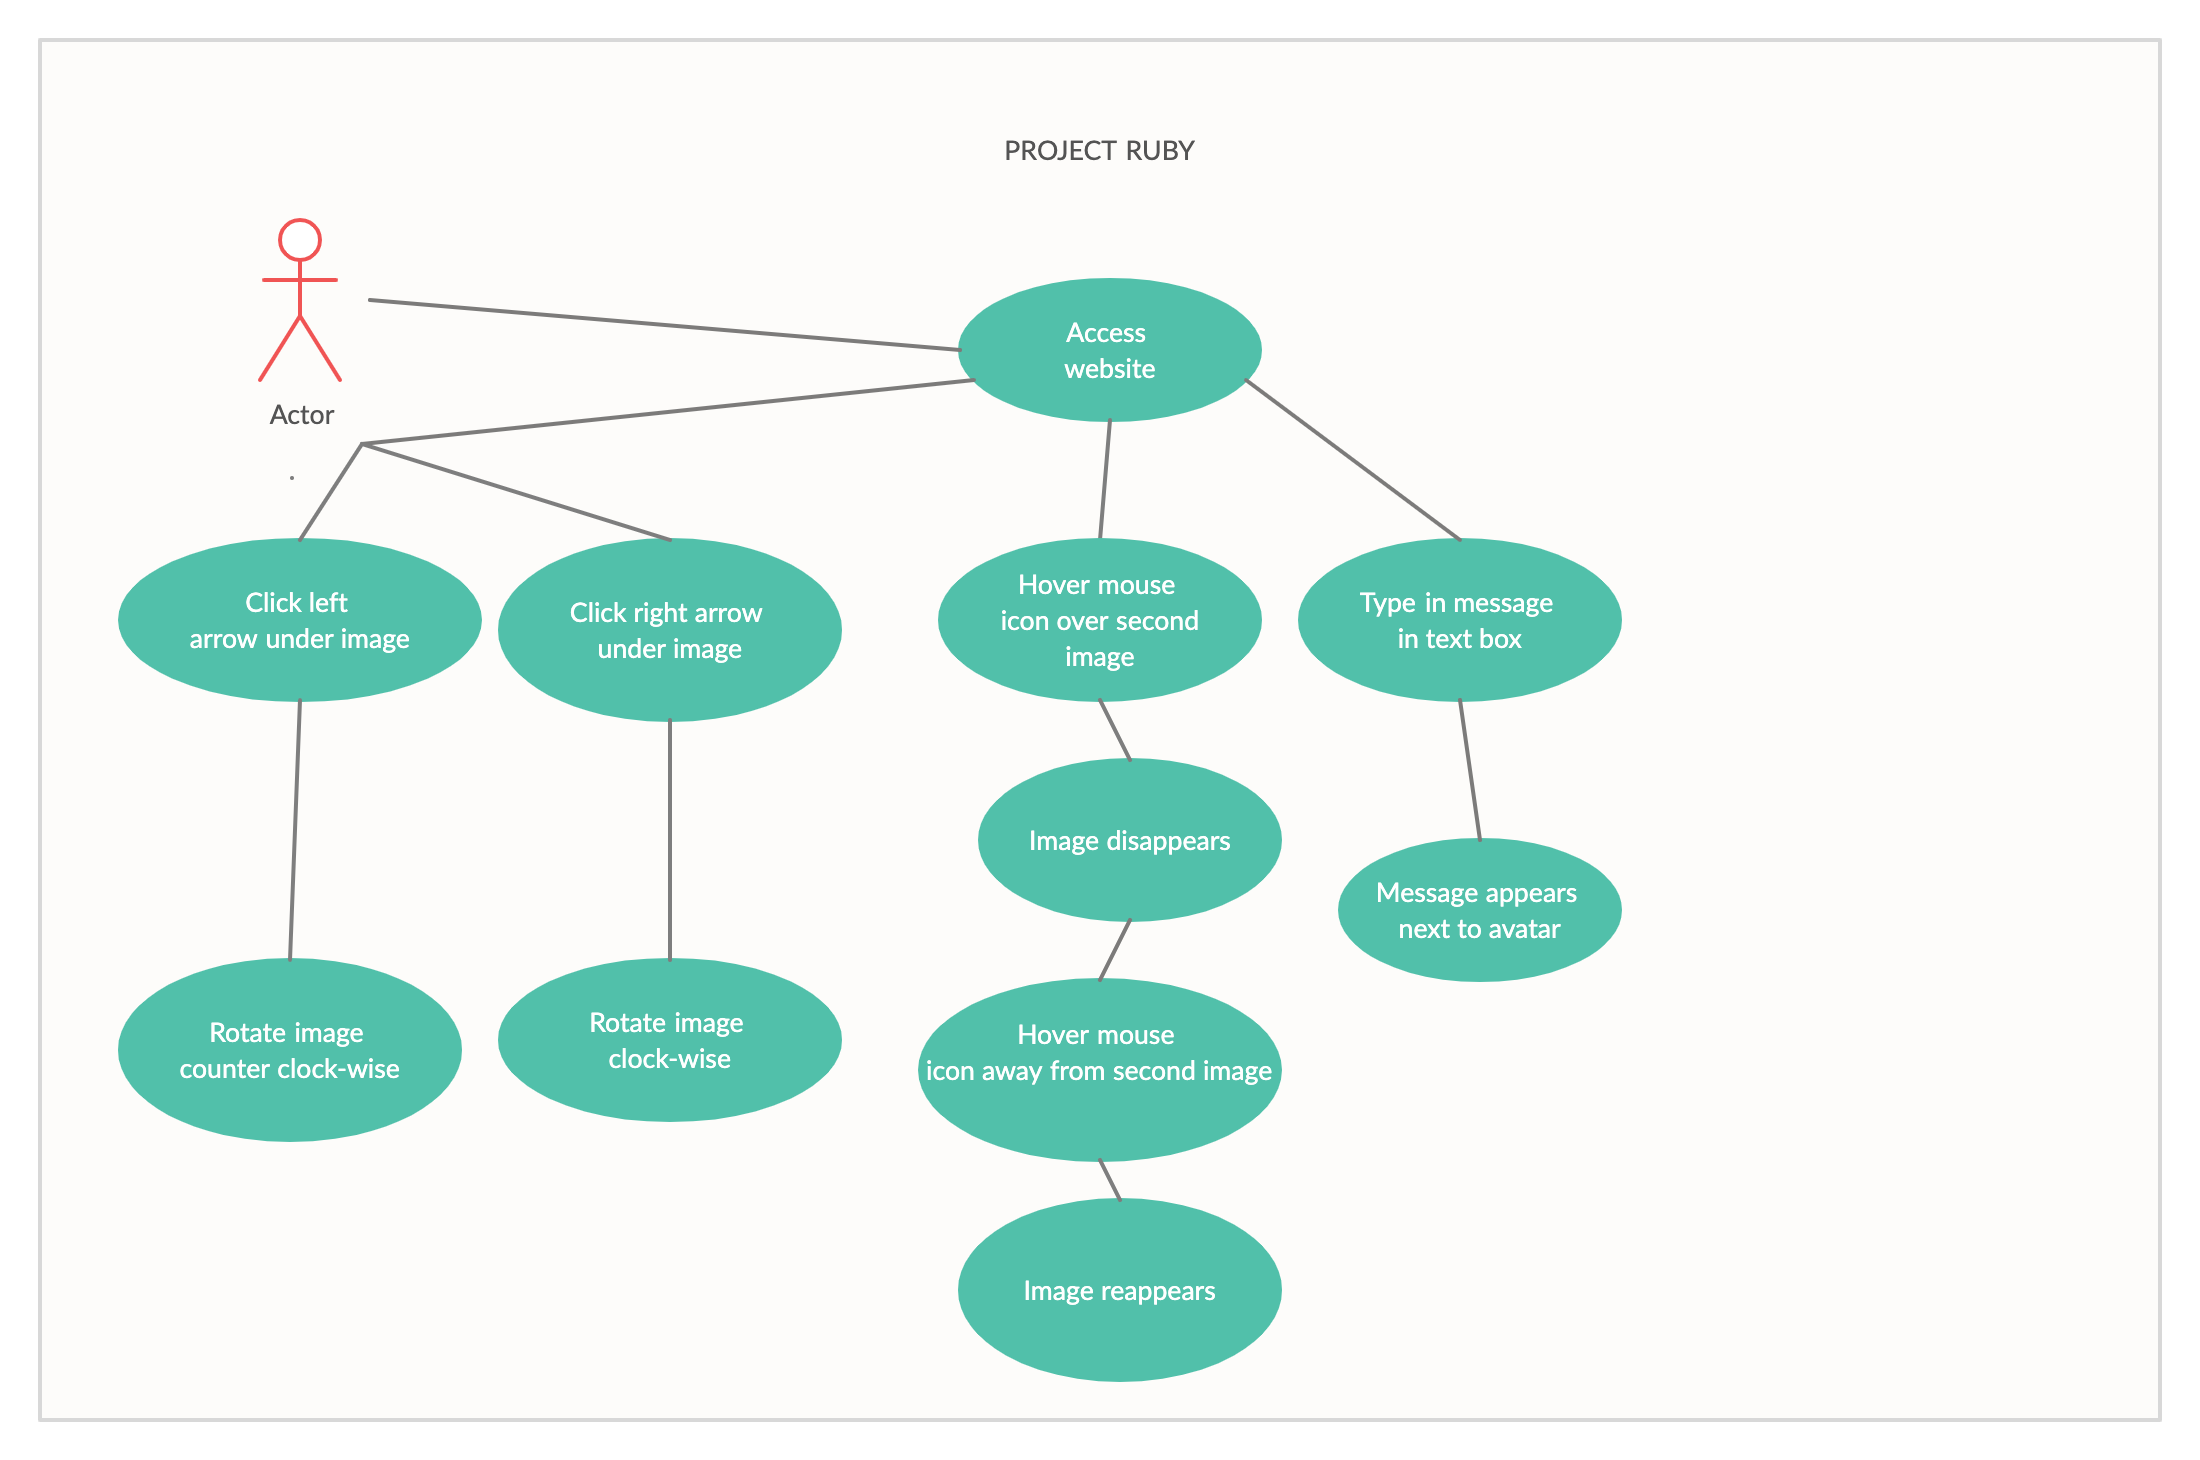 PROJECT RUBY
Actor
Access
website
Click left
arrow under image
Click right arrow
under image
Hover mouse
icon over second
image
Type in message
in text box
Image disappears
Message appears
next to avatar
Rotate image
counter clock-wise
Rotate image
clock-wise
Hover mouse
icon away from second image
Image reappears